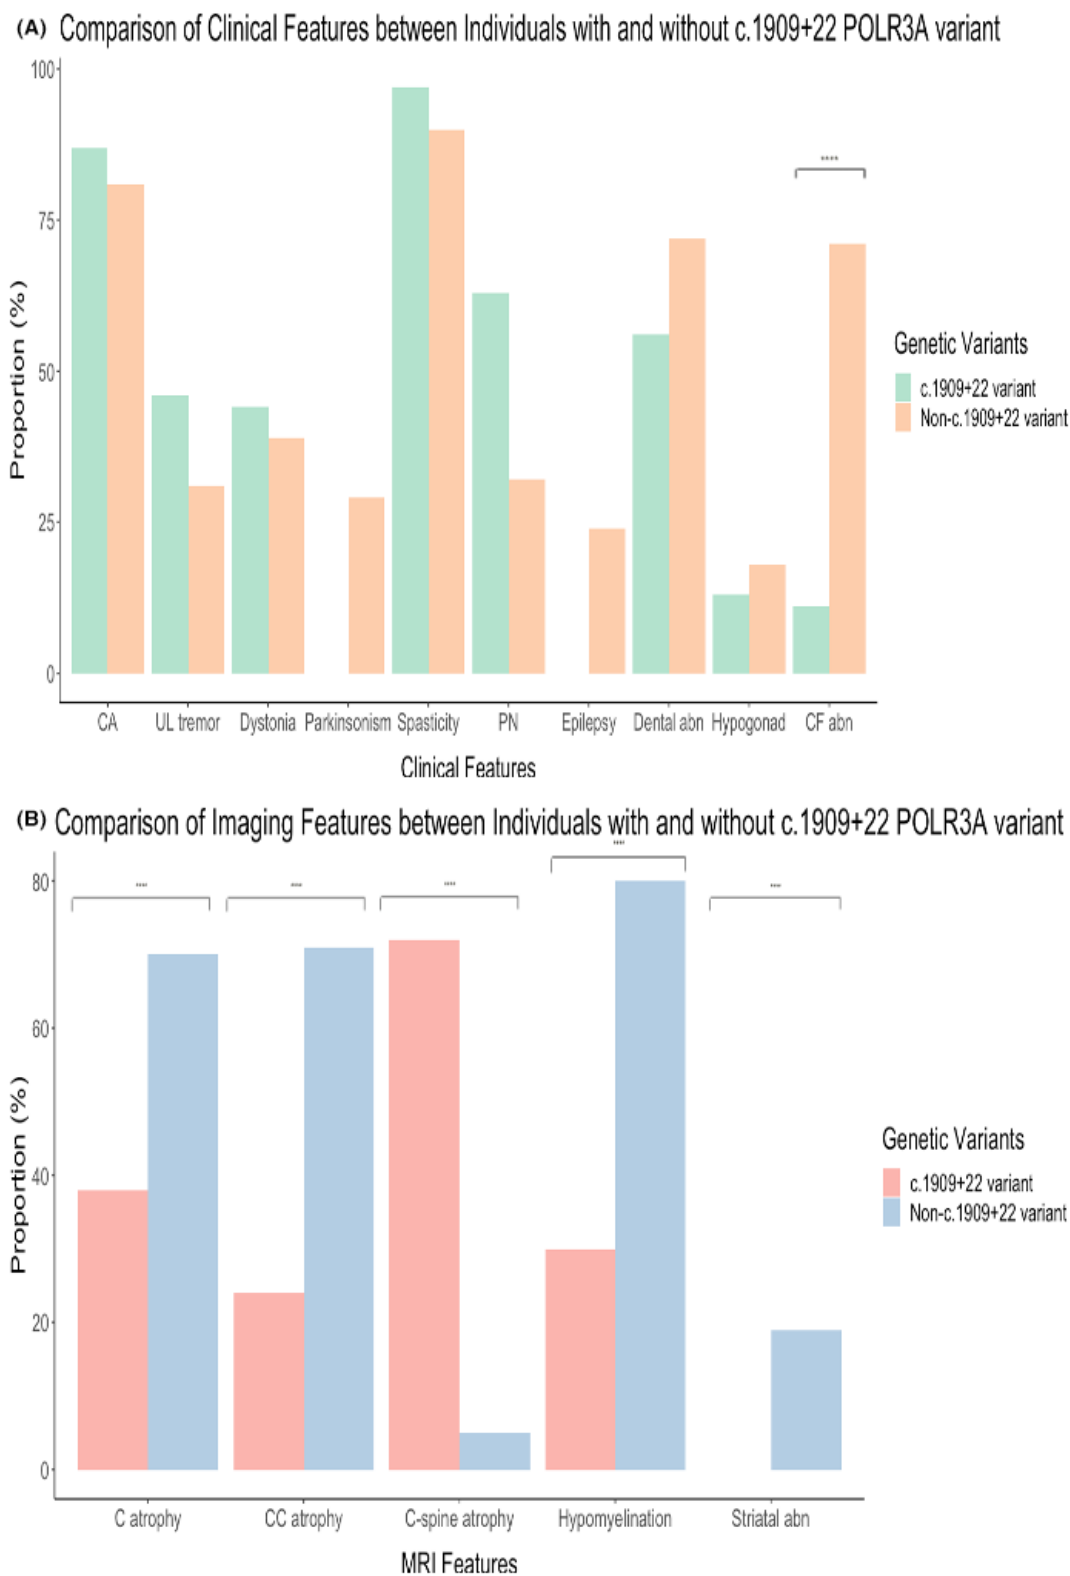 (A) Comparison of Clinical Features between Individuals with and without c.1909+22 POLR3A variant
100
75
50
25
0
Proportion (%)
****
CA UL tremor Dystonia Parkinsonism Spasticity PN Epilepsy Dental abn Hypogonad CF abn
Clinical Features
Genetic Variants
c.1909+22 variant
Non-c.1909+22 variant
(B) Comparison of Imaging Features between Individuals with and without c.1909+22 POLR3A variant
80
60
40
20
0
Proportion (%)
**** **** **** **** ****
C atrophy CC atrophy C-spine atrophy Hypomyelination Striatal abn
MRI Features
Genetic Variants
c.1909+22 variant
Non-c.1909+22 variant